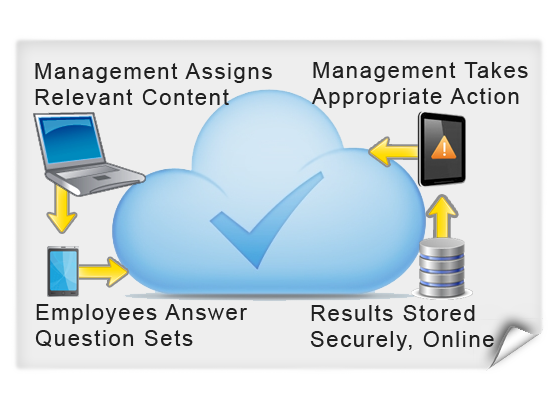 Management Assigns
Relevant Content
Management Takes
Appropriate Action
Employees Answer
Question Sets
Results Stored
Securely, Online